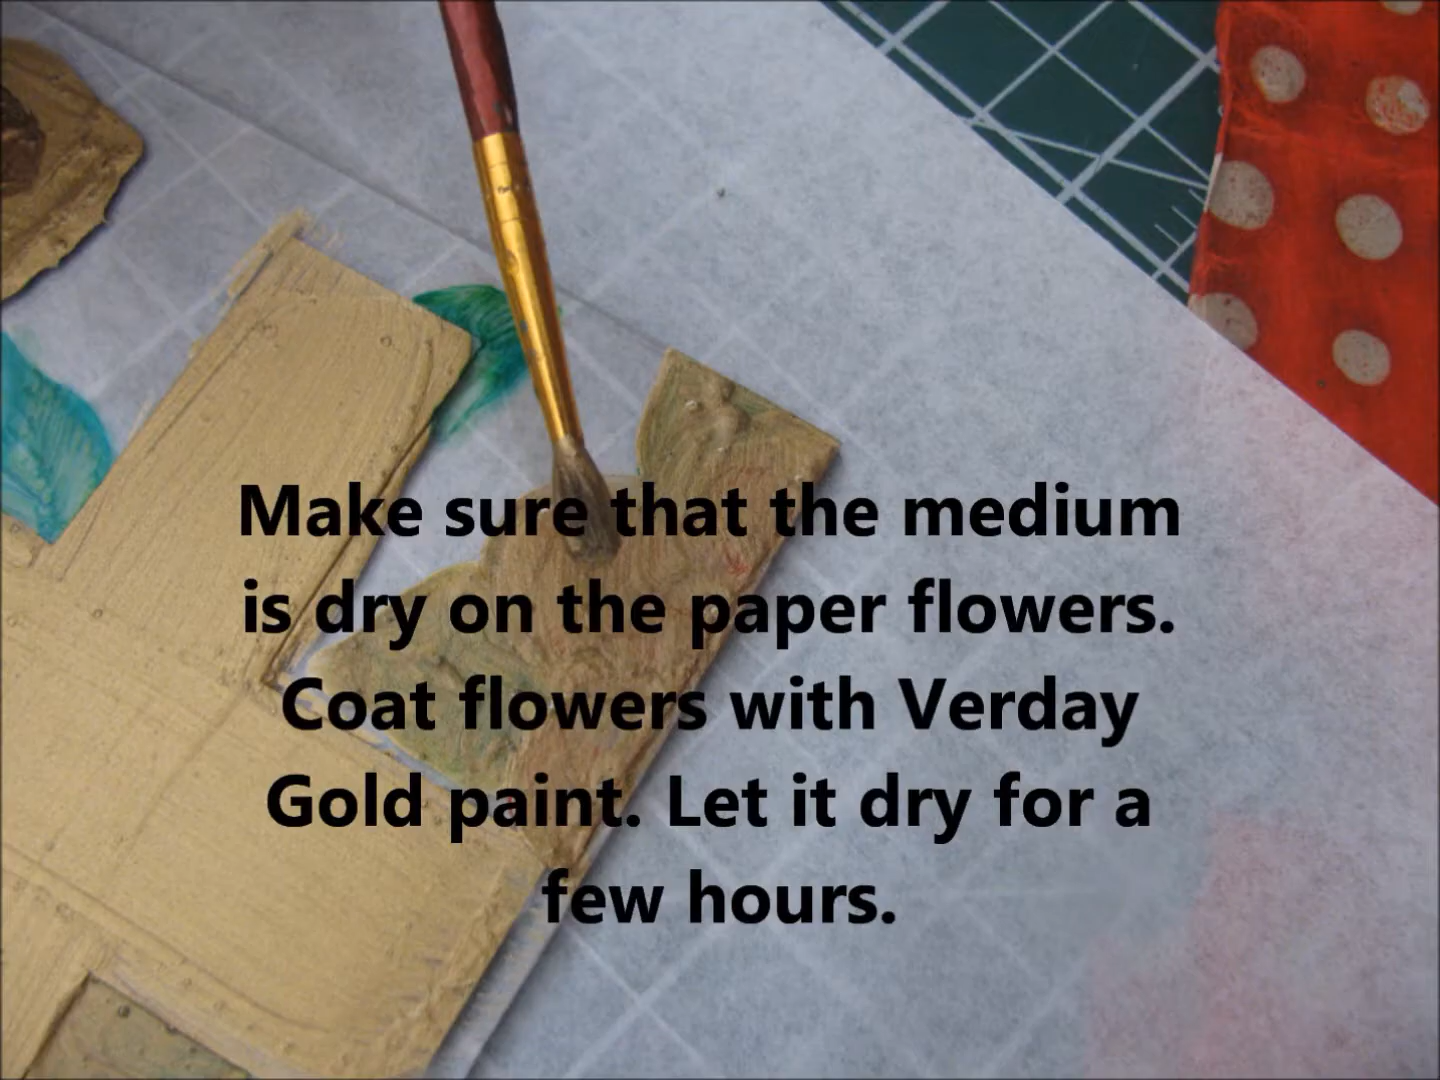 Make sure that the medium
is dry on the paper flowers.
Coat flowers with Verday
Gold paint. Let it dry for a
few hours.